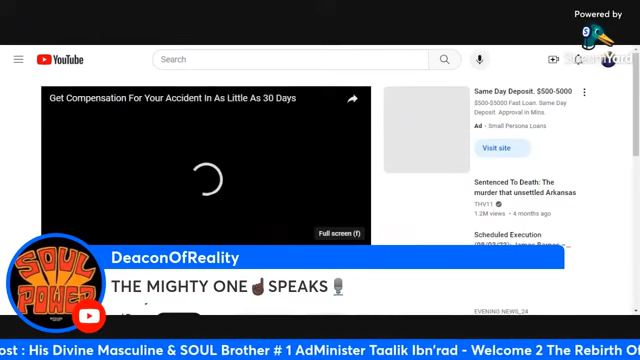 Powered by
StreamYard
YouTube
Search
Get Compensation For Your Accident in As Little As 30 Days
Full screen (f)
Same Day Deposit. $500-5000
$500-$5000 Fast Loan. Same Day
Deposit. Approval in Mins.
Ad · Small Persona Loans
Visit site
Sentenced To Death: The
murder that unsettled Arkansas
THV11
1.2M views • 4 months ago
Scheduled Execution
EVENING NEWS_24
SOUL
POWER
DeaconOfReality
THE MIGHTY ONE☝🏿SPEAKS🎙
ost : His Divine Masculine & SOUL Brother # 1 AdMinister Taalik Ibn'rad - Welcome 2 The Rebirth O